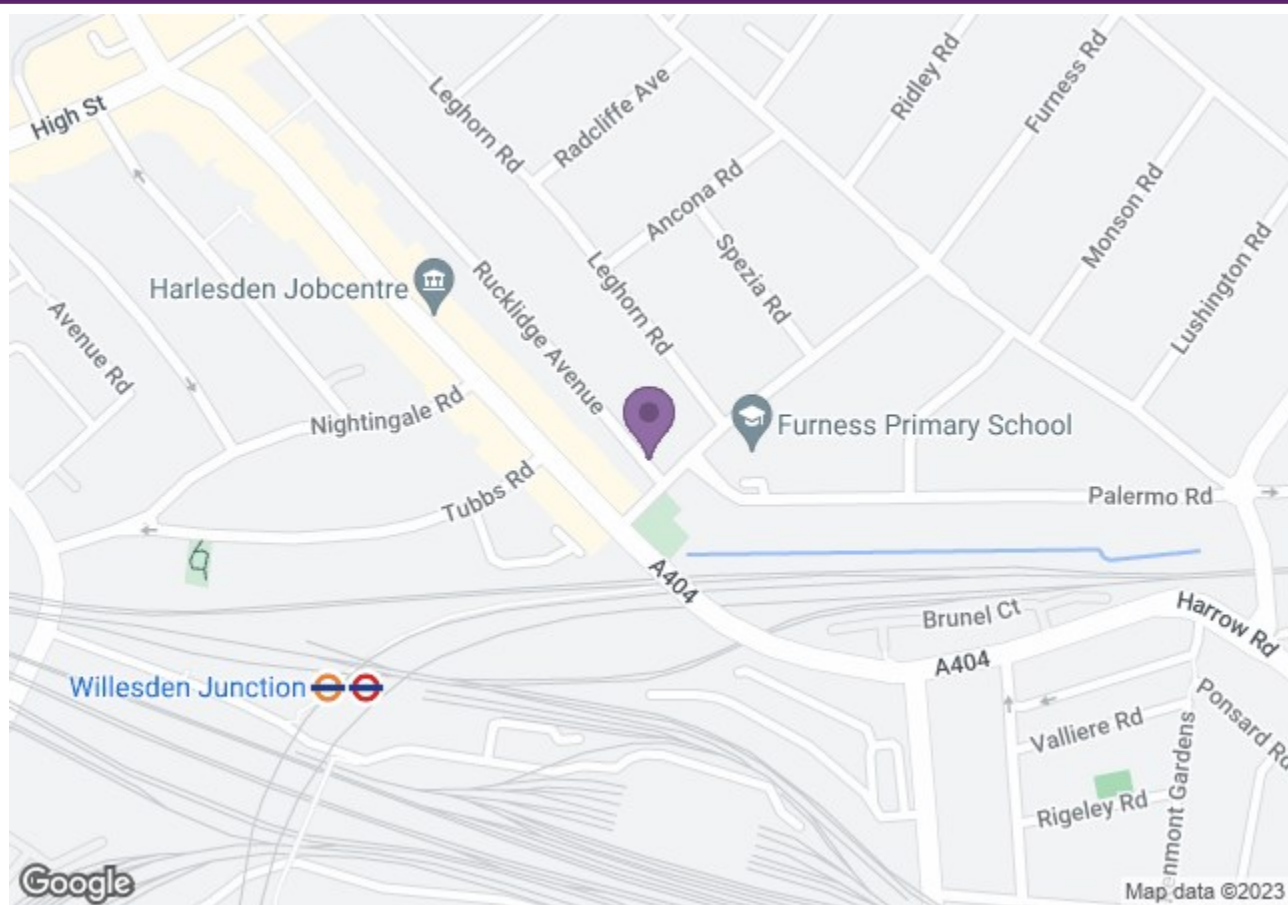 High St
Leghorn Rd
Radcliffe Ave
Ridley Rd
Furness Rd
Ancona Rd
Monson Rd
Spezia Rd
Lushington Rd
Harlesden Jobcentre
Rucklidge Avenue
Leghorn Rd
Avenue Rd
Nightingale Rd
Furness Primary School
Tubbs Rd
Palermo Rd
A404
Brunel Ct
Harrow Rd
A404
Willesden Junction
Valliere Rd
Ponsard Rd
Rigeley Rd
enmont Gardens
Google
Map data ©2023